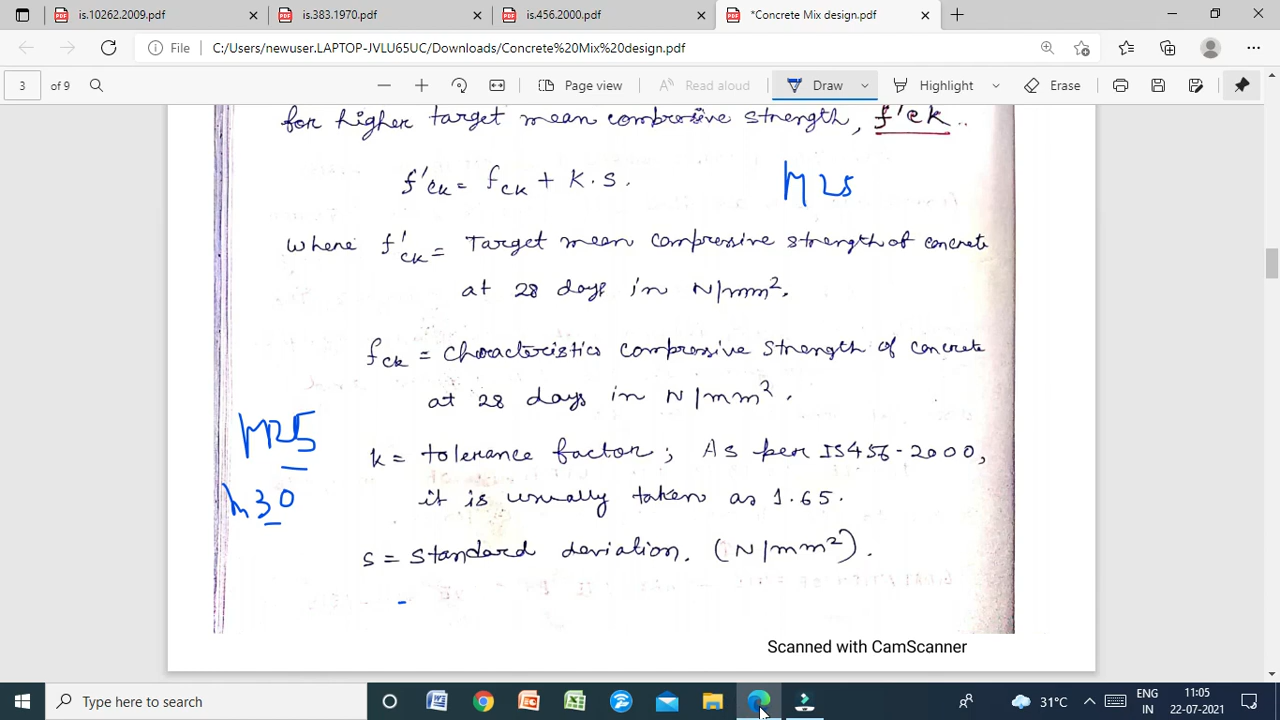 is.10262.2009.pdf
is.383.1970.pdf
is.456.2000.pdf
*Concrete Mix design.pdf
File
C:/Users/newuser.LAPTOP-JVLU65UC/Downloads/Concrete%20Mix%20design.pdf
3 of 9
Page view
Read aloud
Draw
Highlight
Erase
for higher target mean compressive strength, f'ck ..
f'ck = fck + K.S.
M25
Where f'ck = Target mean compressive strength of concrete
at 28 days in N/mm².
fck = Characteristics compressive strength of concrete
at 28 days in N/mm².
M25
K = tolerance factor; As per IS456-2000,
M30
it is usually taken as 1.65.
S = Standard deviation. (N/mm²).
Scanned with CamScanner
Type here to search
31°C
ENG
IN
11:05
22-07-2021